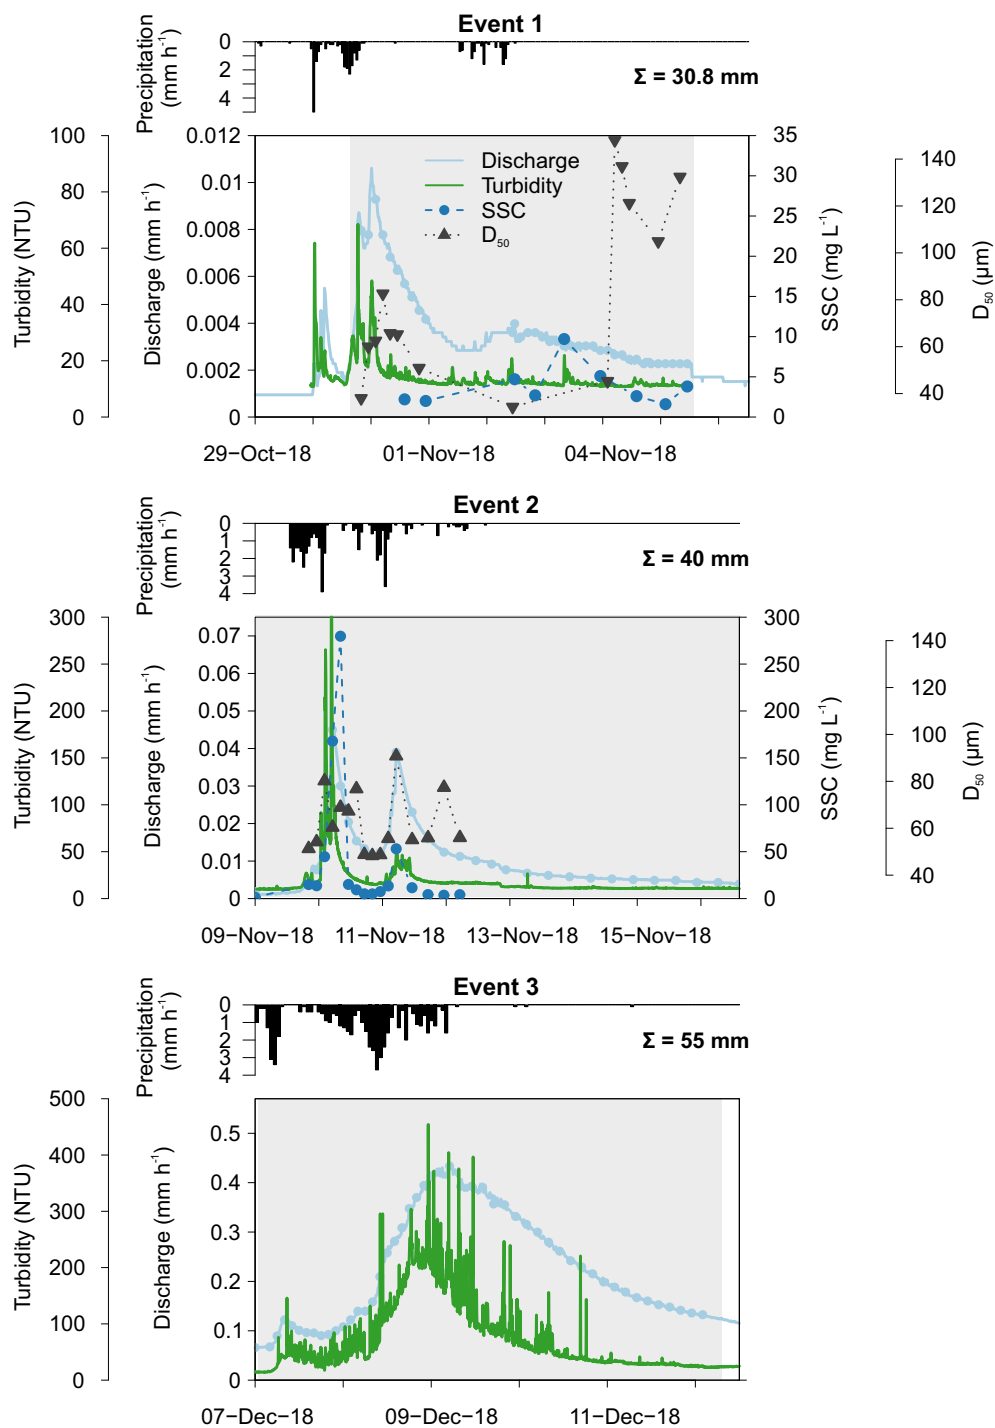 Event 1
Precipitation
(mm h-1)
0
2
4
Σ = 30.8 mm
Turbidity (NTU)
100
80
60
40
20
0
Discharge (mm h-1)
0.012
0.01
0.008
0.006
0.004
0.002
0
Discharge
Turbidity
SSC
D50
35
30
25
20
15
10
5
0
SSC (mg L-1)
140
120
100
80
60
40
D50 (µm)
29−Oct−18 01−Nov−18 04−Nov−18
Event 2
Precipitation
(mm h-1)
0
1
2
3
4
Σ = 40 mm
Turbidity (NTU)
300
250
200
150
100
50
0
Discharge (mm h-1)
0.07
0.06
0.05
0.04
0.03
0.02
0.01
0
300
250
200
150
100
50
0
SSC (mg L-1)
140
120
100
80
60
40
D50 (µm)
09−Nov−18 11−Nov−18 13−Nov−18 15−Nov−18
Event 3
Precipitation
(mm h-1)
0
1
2
3
4
Σ = 55 mm
Turbidity (NTU)
500
400
300
200
100
0
Discharge (mm h-1)
0.5
0.4
0.3
0.2
0.1
0
07−Dec−18 09−Dec−18 11−Dec−18